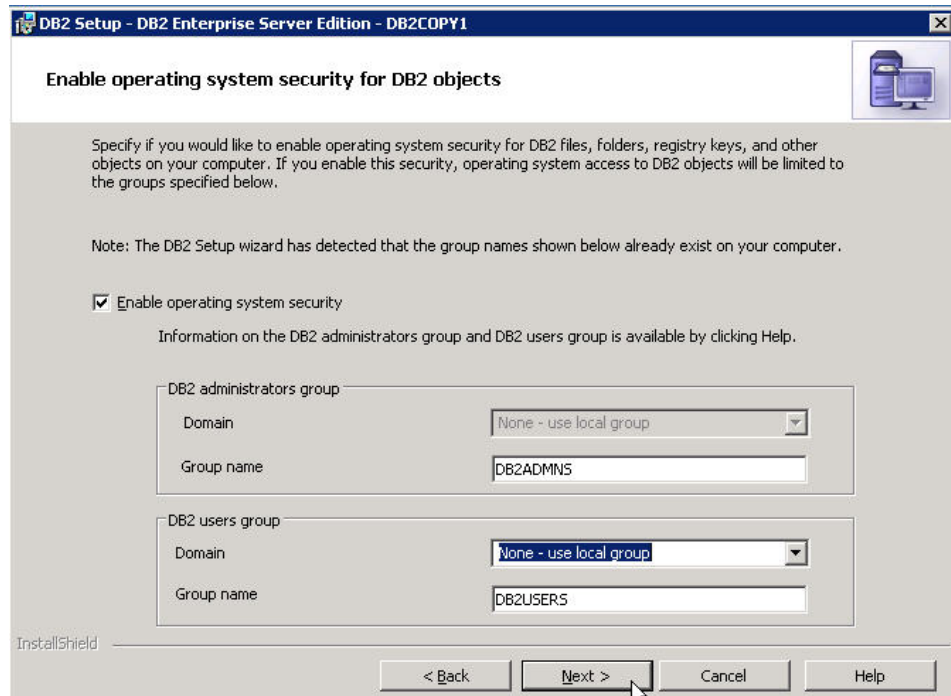 DB2 Setup - DB2 Enterprise Server Edition - DB2COPY1
Enable operating system security for DB2 objects
Specify if you would like to enable operating system security for DB2 files, folders, registry keys, and other
objects on your computer. If you enable this security, operating system access to DB2 objects will be limited to
the groups specified below.
Note: The DB2 Setup wizard has detected that the group names shown below already exist on your computer.
Enable operating system security
Information on the DB2 administrators group and DB2 users group is available by clicking Help.
DB2 administrators group
Domain None - use local group
Group name DB2ADMNS
DB2 users group
Domain None - use local group
Group name DB2USERS
InstallShield
< Back Next > Cancel Help